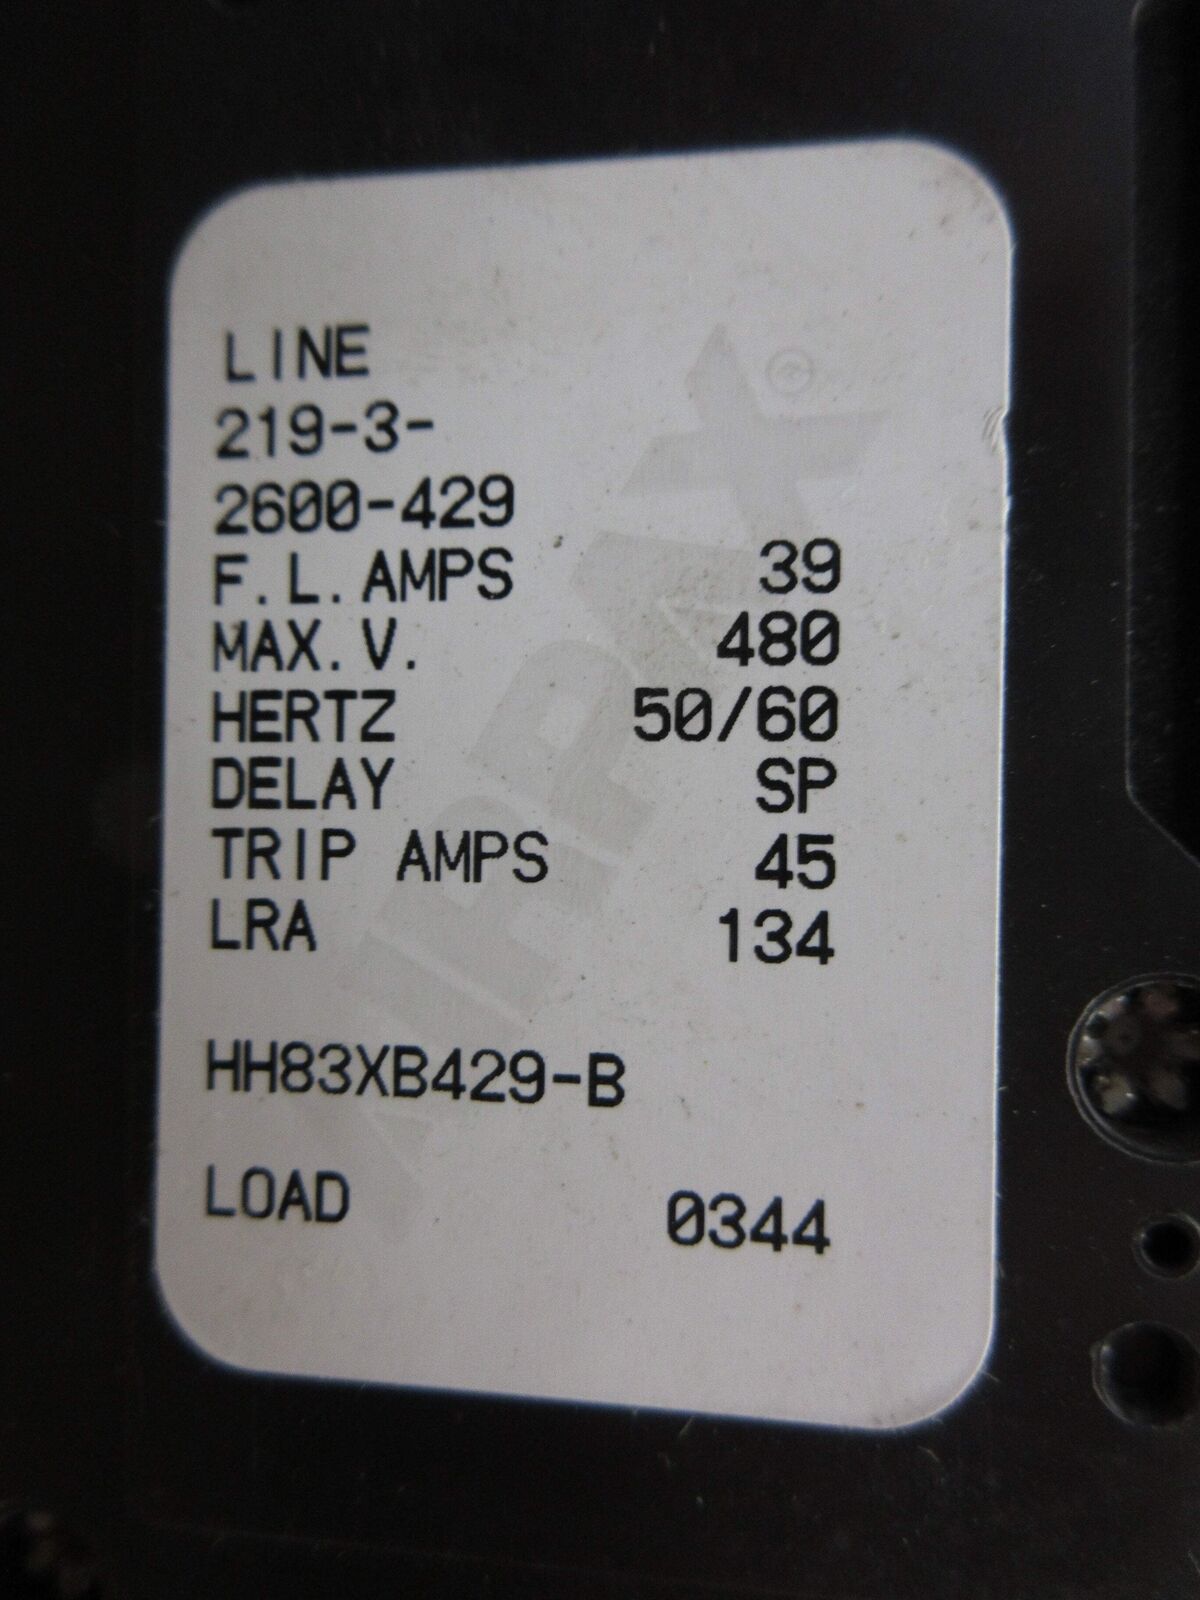 LINE
219-3-
2600-429
F.L.AMPS 39
MAX.V. 480
HERTZ 50/60
DELAY SP
TRIP AMPS 45
LRA 134
HH83XB429-B
LOAD 0344
AIRPAX®